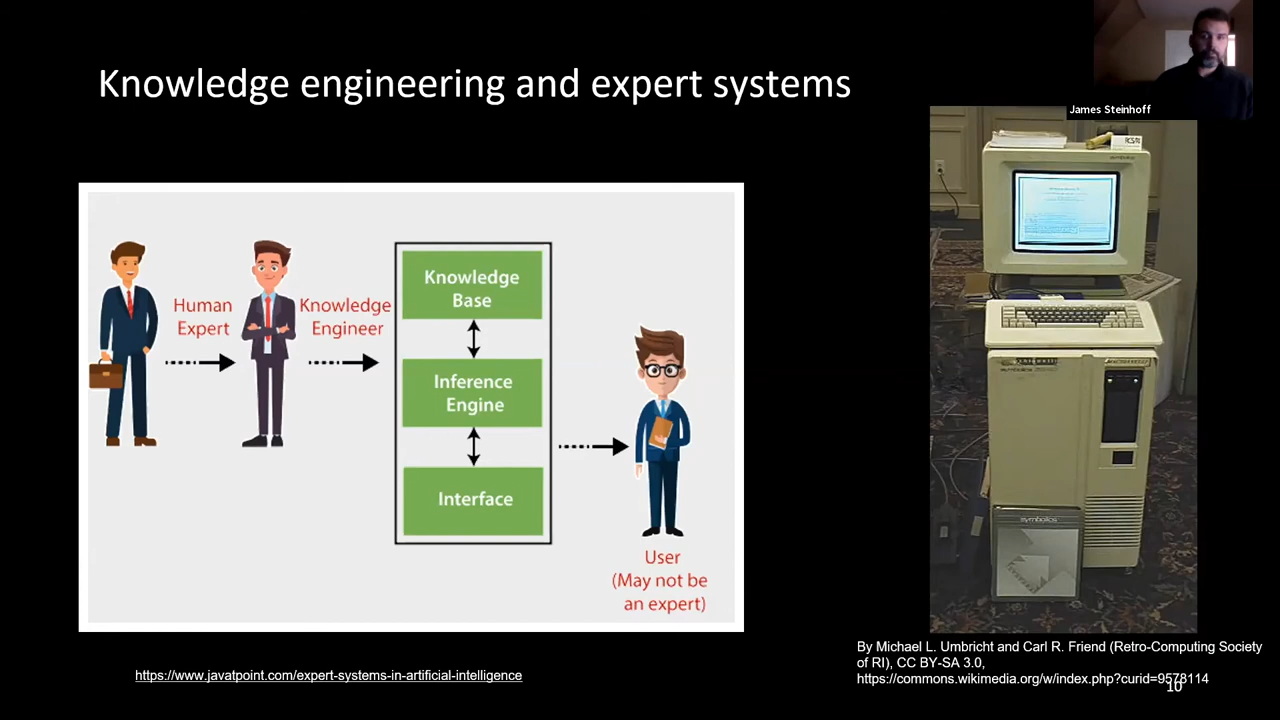 Knowledge engineering and expert systems
James Steinhoff
Human
Expert
Knowledge
Engineer
Knowledge
Base
Inference
Engine
Interface
User
(May not be
an expert)
symbolics
https://www.javatpoint.com/expert-systems-in-artificial-intelligence
By Michael L. Umbricht and Carl R. Friend (Retro-Computing Society
of RI), CC BY-SA 3.0,
https://commons.wikimedia.org/w/index.php?curid=9578114
10